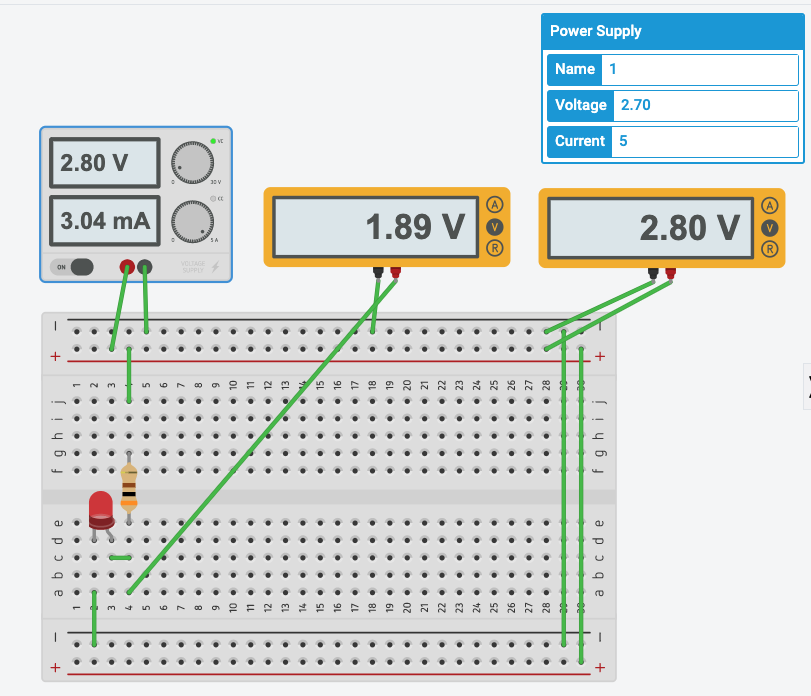 Power Supply
Name 1
Voltage 2.70
Current 5
2.80 V
VC
0 30 V
3.04 mA
CC
0 5 A
ON
VOLTAGE SUPPLY
1.89 V
A
V
R
2.80 V
A
V
R
− −
+ +
1 2 3 4 5 6 7 8 9 10 11 12 13 14 15 16 17 18 19 20 21 22 23 24 25 26 27 28 29 30
j j
i i
h h
g g
f f
e e
d d
c c
b b
a a
1 2 3 4 5 6 7 8 9 10 11 12 13 14 15 16 17 18 19 20 21 22 23 24 25 26 27 28 29 30
− −
+ +